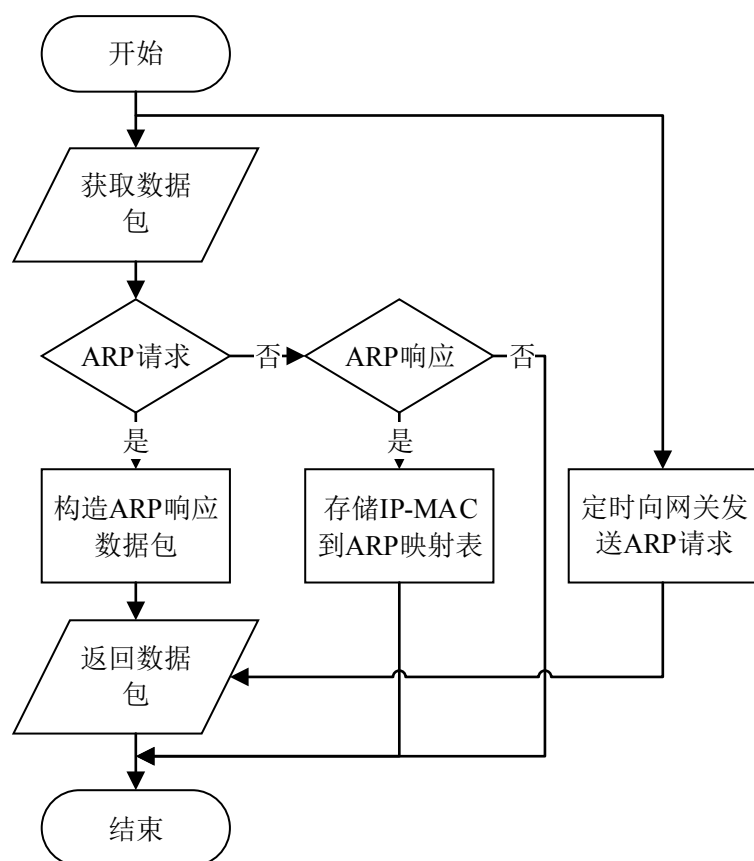 开始
获取数据
包
ARP请求
否
ARP响应
否
是
是
构造ARP响应
数据包
存储IP-MAC
到ARP映射表
定时向网关发
送ARP请求
返回数据
包
结束